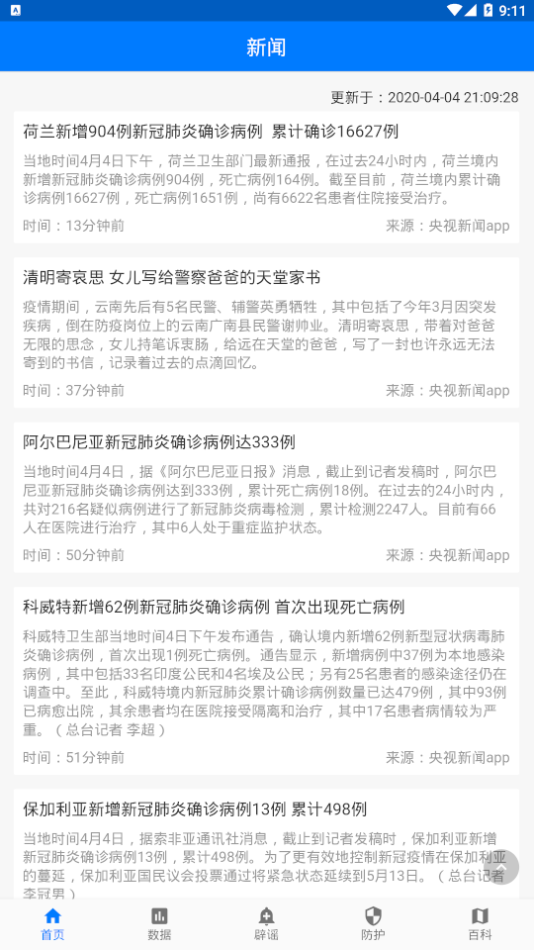 A
9:11
新闻
更新于：2020-04-04 21:09:28
荷兰新增904例新冠肺炎确诊病例 累计确诊16627例
当地时间4月4日下午，荷兰卫生部门最新通报，在过去24小时内，荷兰境内
新增新冠肺炎确诊病例904例，死亡病例164例。截至目前，荷兰境内累计确
诊病例16627例，死亡病例1651例，尚有6622名患者住院接受治疗。
时间：13分钟前 来源：央视新闻app
清明寄哀思 女儿写给警察爸爸的天堂家书
疫情期间，云南先后有5名民警、辅警英勇牺牲，其中包括了今年3月因突发
疾病，倒在防疫岗位上的云南广南县民警谢帅业。清明寄哀思，带着对爸爸
无限的思念，女儿持笔诉衷肠，给远在天堂的爸爸，写了一封也许永远无法
寄到的书信，记录着过去的点滴回忆。
时间：37分钟前 来源：央视新闻app
阿尔巴尼亚新冠肺炎确诊病例达333例
当地时间4月4日，据《阿尔巴尼亚日报》消息，截止到记者发稿时，阿尔巴
尼亚新冠肺炎确诊病例达到333例，累计死亡病例18例。在过去的24小时内，
共对216名疑似病例进行了新冠肺炎病毒检测，累计检测2247人。目前有66
人在医院进行治疗，其中6人处于重症监护状态。
时间：50分钟前 来源：央视新闻app
科威特新增62例新冠肺炎确诊病例 首次出现死亡病例
科威特卫生部当地时间4日下午发布通告，确认境内新增62例新型冠状病毒肺
炎确诊病例，首次出现1例死亡病例。通告显示，新增病例中37例为本地感染
病例，其中包括33名印度公民和4名埃及公民；另有25名患者的感染途径仍在
调查中。至此，科威特境内新冠肺炎累计确诊病例数量已达479例，其中93例
已病愈出院，其余患者均在医院接受隔离和治疗，其中17名患者病情较为严
重。（总台记者 李超）
时间：51分钟前 来源：央视新闻app
保加利亚新增新冠肺炎确诊病例13例 累计498例
当地时间4月4日，据索非亚通讯社消息，截止到记者发稿时，保加利亚新增
新冠肺炎确诊病例13例，累计498例。为了更有效地控制新冠疫情在保加利亚
的蔓延，保加利亚国民议会投票通过将紧急状态延续到5月13日。（总台记者
李冠男）
首页 数据 辟谣 防护 百科